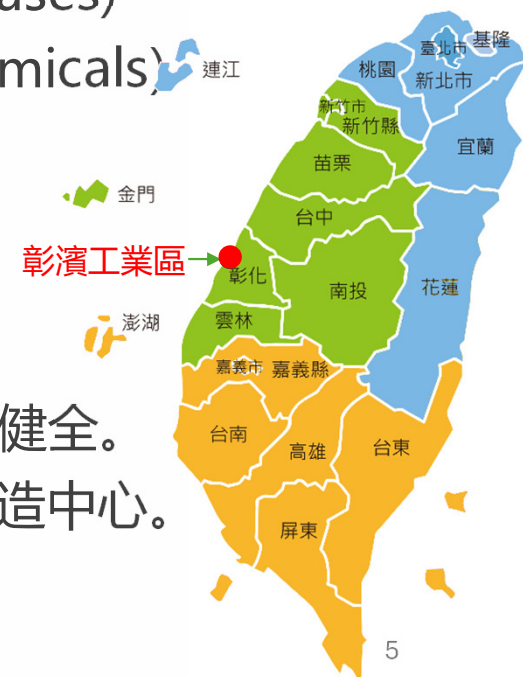 ases)
emicals)
連江
基隆
臺北市
桃園
新北市
新竹市
新竹縣
宜蘭
苗栗
金門
台中
彰濱工業區
彰化
南投
花蓮
雲林
澎湖
嘉義市
嘉義縣
健全。
台南
高雄
台東
造中心。
屏東
5